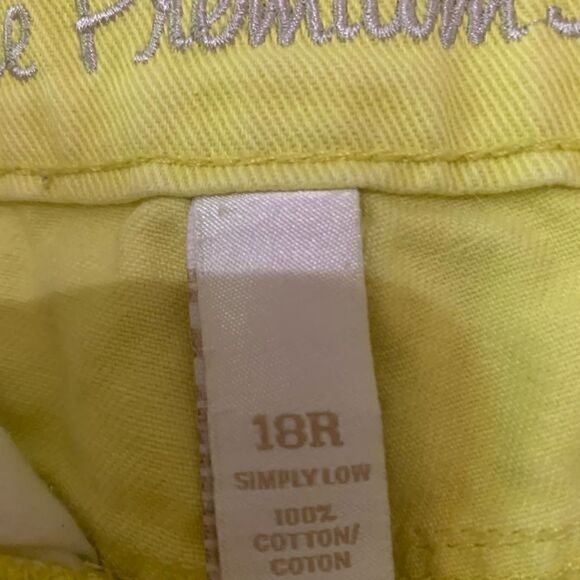 Premium
18R
SIMPLY LOW
100%
COTTON/
COTON